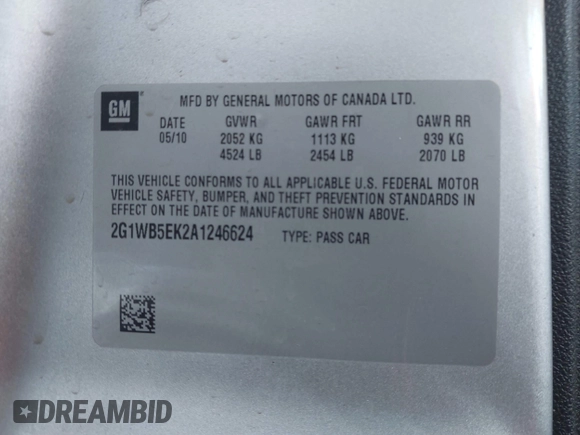 GM
MFD BY GENERAL MOTORS OF CANADA LTD.
DATE GVWR GAWR FRT GAWR RR
05/10 2052 KG 1113 KG 939 KG
4524 LB 2454 LB 2070 LB
THIS VEHICLE CONFORMS TO ALL APPLICABLE U.S. FEDERAL MOTOR
VEHICLE SAFETY, BUMPER, AND THEFT PREVENTION STANDARDS IN
EFFECT ON THE DATE OF MANUFACTURE SHOWN ABOVE.
2G1WB5EK2A1246624 TYPE: PASS CAR
DREAMBID